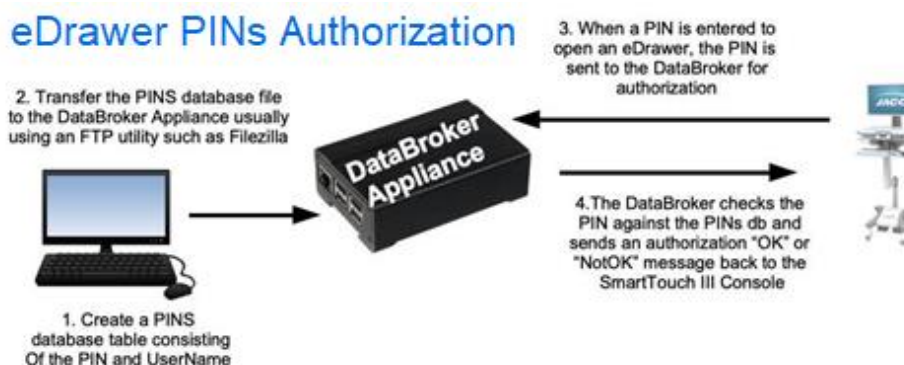 eDrawer PINs Authorization
2. Transfer the PINS database file
to the DataBroker Appliance usually
using an FTP utility such as Filezilla
1. Create a PINS
database table consisting
Of the PIN and UserName
DataBroker
Appliance
3. When a PIN is entered to
open an eDrawer, the PIN is
sent to the DataBroker for
authorization
4.The DataBroker checks the
PIN against the PINs db and
sends an authorization “OK” or
“NotOK” message back to the
SmartTouch III Console